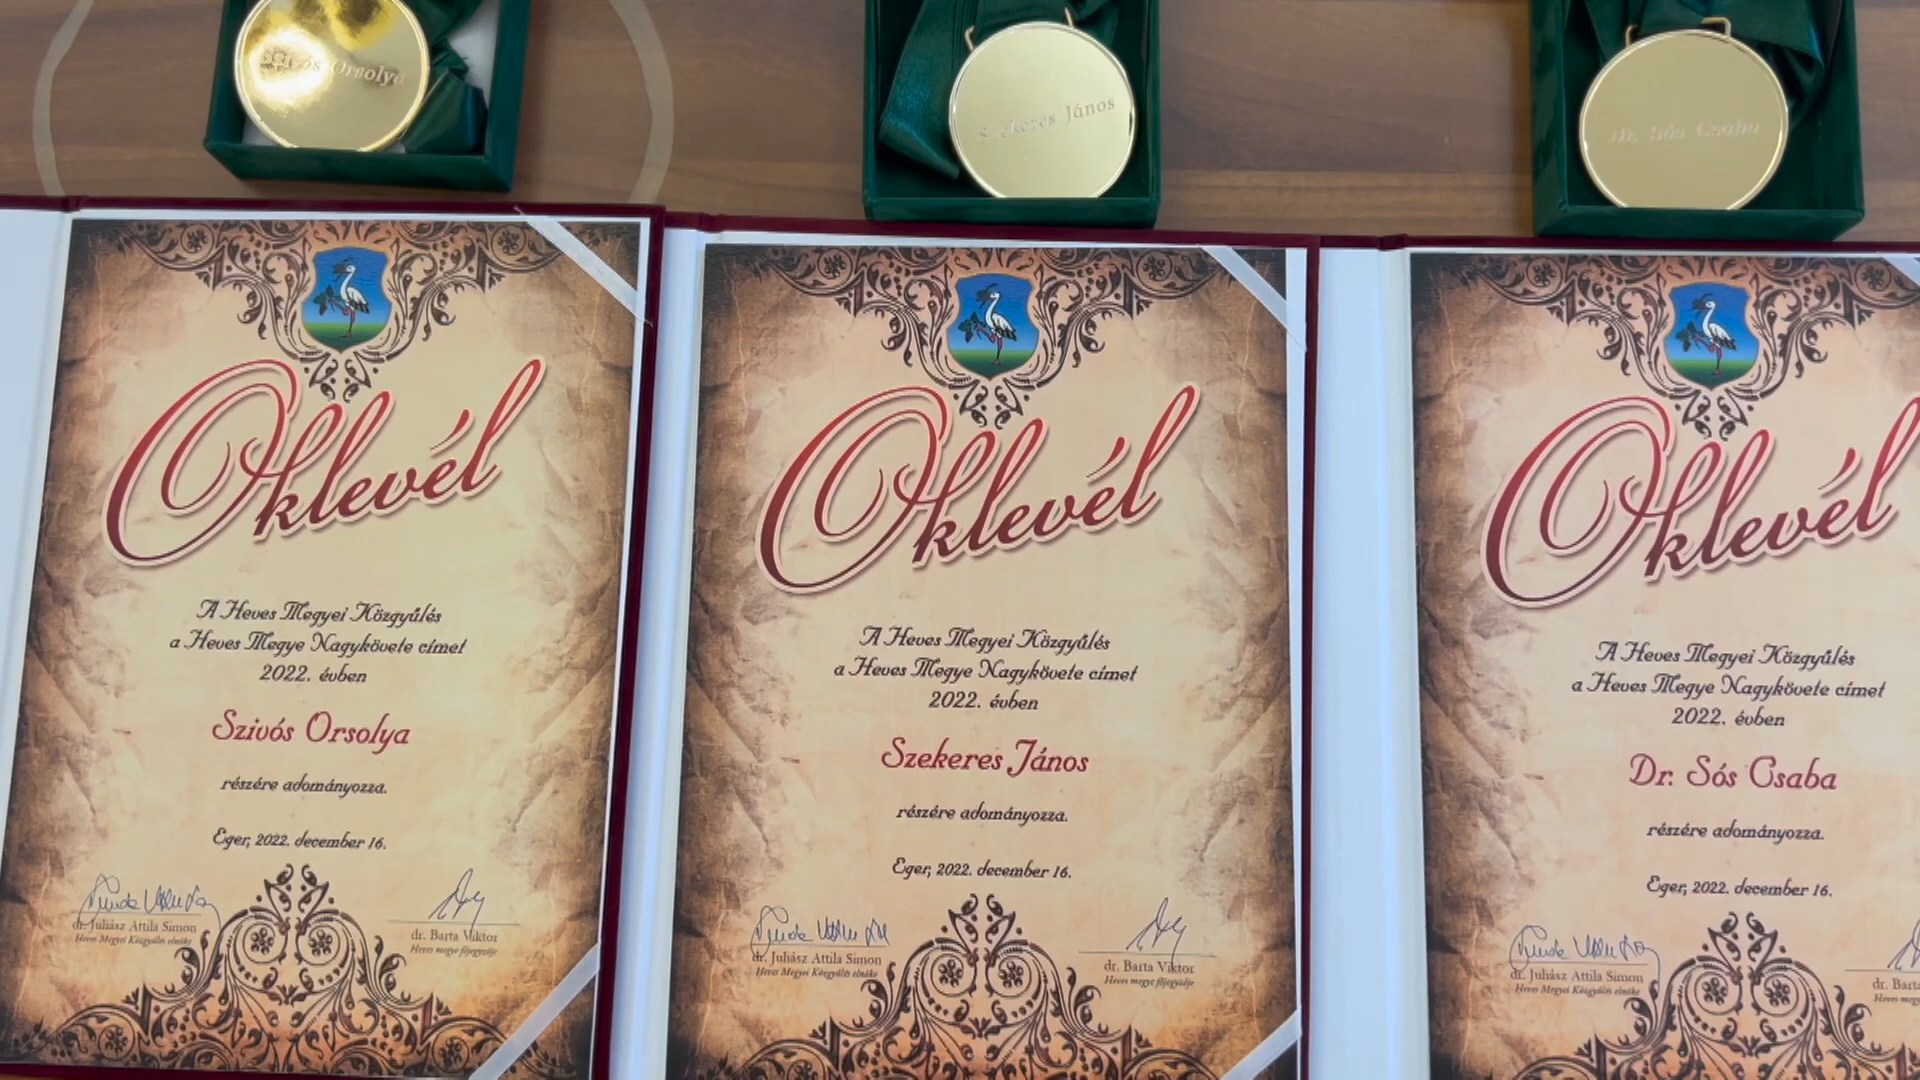 Szivós Orsolya
Szekeres János
Dr. Sós Csaba
Oklevél
A Heves Megyei Közgyűlés
a Heves Megye Nagykövete címet
2022. évben
Szivós Orsolya
részére adományozza.
Eger, 2022. december 16.
dr. Juhász Attila Simon
Heves Megyei Közgyűlés elnöke
dr. Barta Viktor
Heves megye főjegyzője
Oklevél
A Heves Megyei Közgyűlés
a Heves Megye Nagykövete címet
2022. évben
Szekeres János
részére adományozza.
Eger, 2022. december 16.
dr. Juhász Attila Simon
Heves Megyei Közgyűlés elnöke
dr. Barta Viktor
Heves megye főjegyzője
Oklevél
A Heves Megyei Közgyűlés
a Heves Megye Nagykövete címet
2022. évben
Dr. Sós Csaba
részére adományozza.
Eger, 2022. december 16.
dr. Juhász Attila Simon
Heves Megyei Közgyűlés elnöke
dr. Barta
Heves